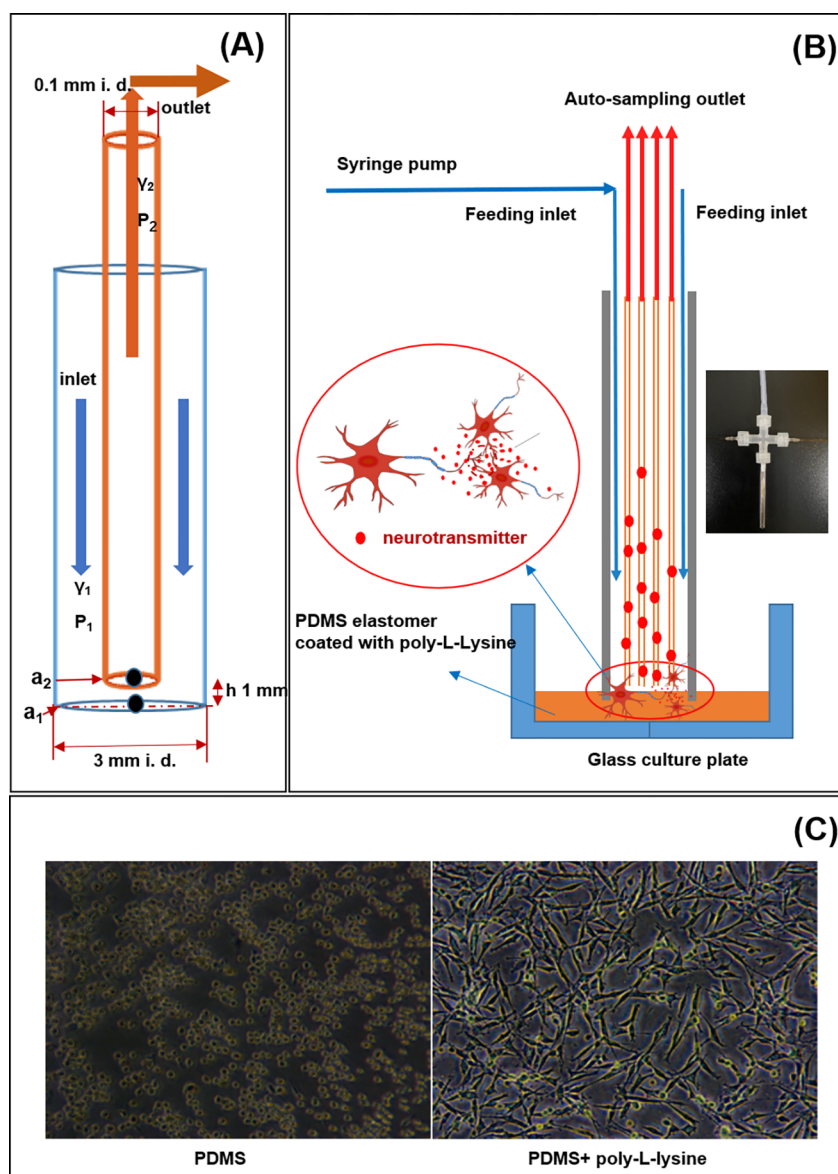 (A)
0.1 mm i. d.
outlet
γ₂
P₂
inlet
γ₁
P₁
a₂
h 1 mm
a₁
3 mm i. d.
(B)
Auto-sampling outlet
Syringe pump
Feeding inlet
Feeding inlet
neurotransmitter
PDMS elastomer
coated with poly-L-Lysine
Glass culture plate
(C)
PDMS
PDMS+ poly-L-lysine